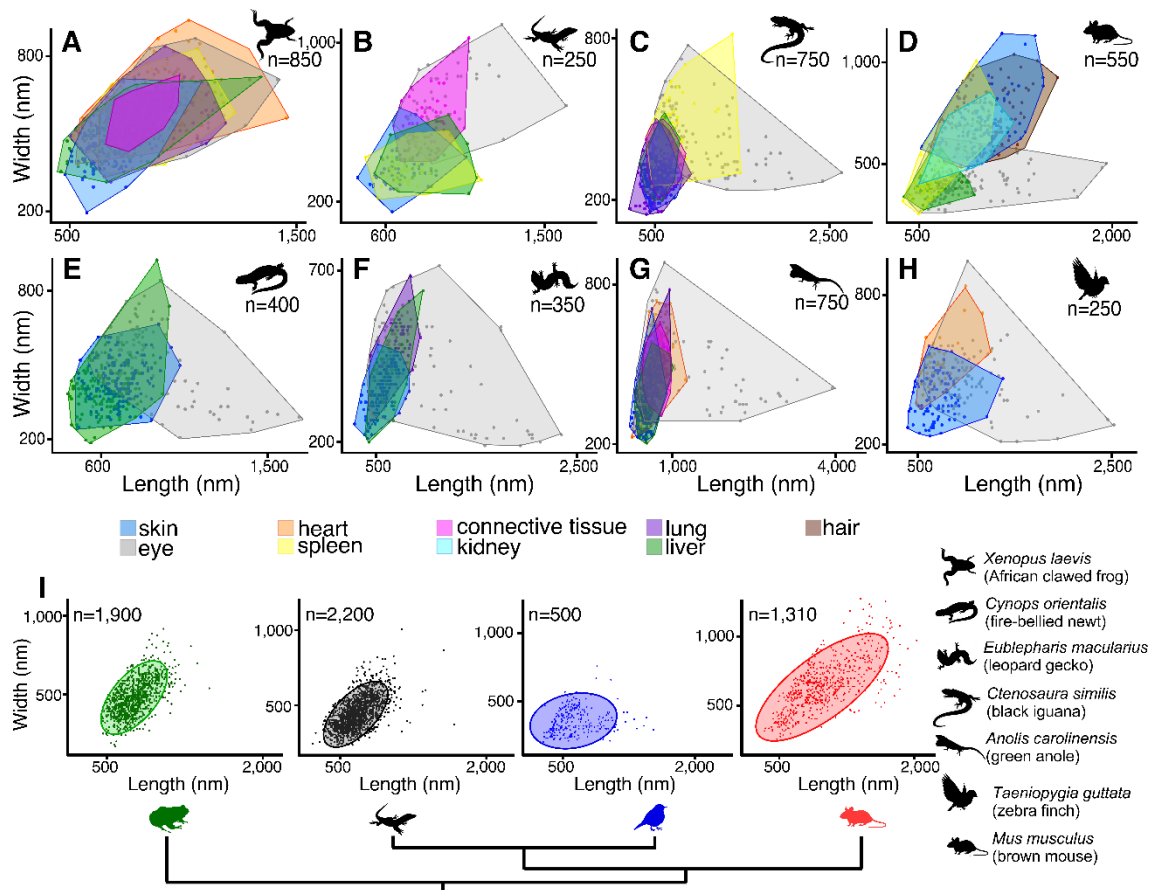 A
n=850
Width (nm)
800
200
500
1,500
B
n=250
1,000
200
600
1,500
C
n=750
800
200
500
2,500
D
n=550
1,000
500
500
2,000
E
n=400
Width (nm)
800
200
600
1,500
Length (nm)
F
n=350
700
200
500
2,500
Length (nm)
G
n=750
800
200
1,000
4,000
Length (nm)
H
n=250
800
200
500
2,500
Length (nm)
skin
heart
connective tissue
lung
hair
eye
spleen
kidney
liver
I
n=1,900
Width (nm)
1,000
500
500
2,000
Length (nm)
n=2,200
1,000
500
500
2,000
Length (nm)
n=500
1,000
500
500
2,000
Length (nm)
n=1,310
1,000
500
500
2,000
Length (nm)
Xenopus laevis
(African clawed frog)
Cynops orientalis
(fire-bellied newt)
Eublepharis macularius
(leopard gecko)
Ctenosaura similis
(black iguana)
Anolis carolinensis
(green anole)
Taeniopygia guttata
(zebra finch)
Mus musculus
(brown mouse)